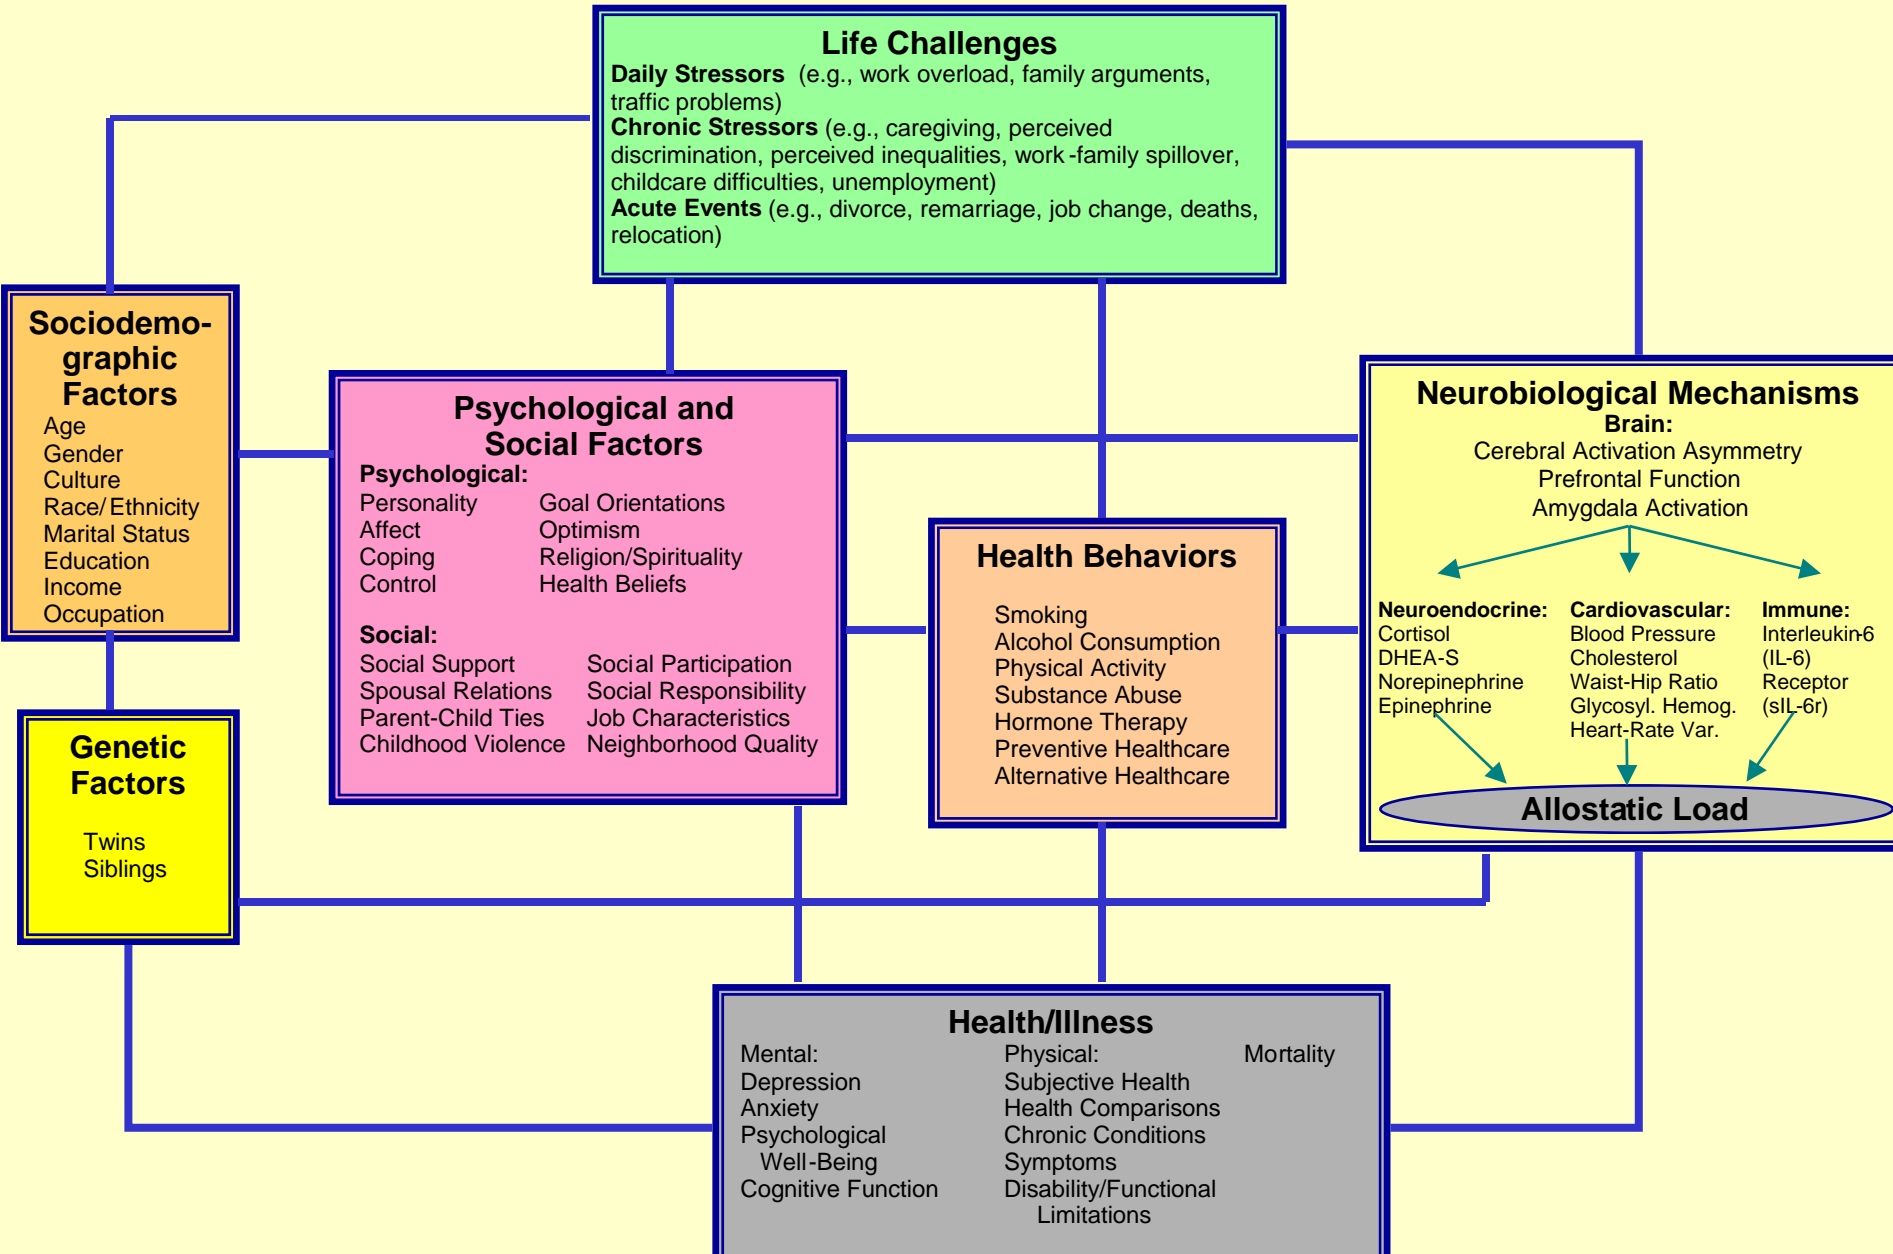 Life Challenges
Daily Stressors (e.g., work overload, family arguments,
traffic problems)
Chronic Stressors (e.g., caregiving, perceived
discrimination, perceived inequalities, work-family spillover,
childcare difficulties, unemployment)
Acute Events (e.g., divorce, remarriage, job change, deaths,
relocation)
Sociodemo-
graphic
Factors
Age
Gender
Culture
Race/Ethnicity
Marital Status
Education
Income
Occupation
Psychological and
Social Factors
Psychological:
Personality Goal Orientations
Affect Optimism
Coping Religion/Spirituality
Control Health Beliefs
Social:
Social Support Social Participation
Spousal Relations Social Responsibility
Parent-Child Ties Job Characteristics
Childhood Violence Neighborhood Quality
Health Behaviors
Smoking
Alcohol Consumption
Physical Activity
Substance Abuse
Hormone Therapy
Preventive Healthcare
Alternative Healthcare
Neurobiological Mechanisms
Brain:
Cerebral Activation Asymmetry
Prefrontal Function
Amygdala Activation
Neuroendocrine:
Cortisol
DHEA-S
Norepinephrine
Epinephrine
Cardiovascular:
Blood Pressure
Cholesterol
Waist-Hip Ratio
Glycosyl. Hemog.
Heart-Rate Var.
Immune:
Interleukin-6
(IL-6)
Receptor
(sIL-6r)
Allostatic Load
Genetic
Factors
Twins
Siblings
Health/Illness
Mental:
Depression
Anxiety
Psychological
Well-Being
Cognitive Function
Physical:
Subjective Health
Health Comparisons
Chronic Conditions
Symptoms
Disability/Functional
Limitations
Mortality